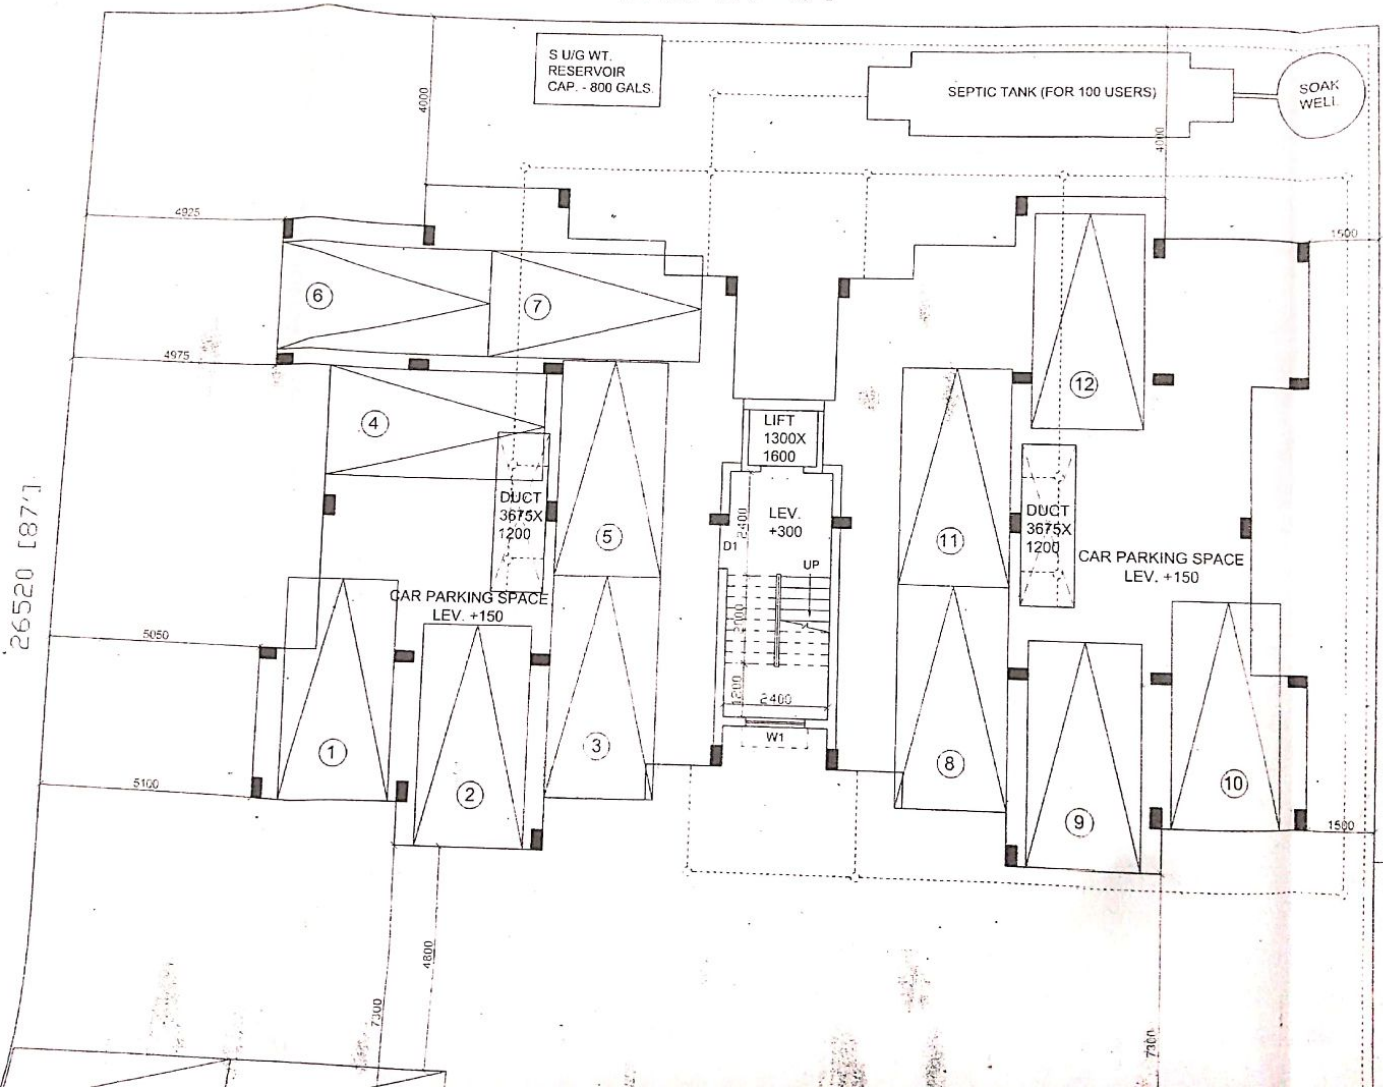 S U/G WT.
RESERVOIR
CAP. - 800 GALS.
SEPTIC TANK (FOR 100 USERS)
SOAK
WELL
4000
4000
4925
1500
6
7
4975
12
4
LIFT
1300X
1600
DUCT
3675X
1200
5
LEV.
+300
2400
D1
UP
11
DUCT
3675X
1200
CAR PARKING SPACE
LEV. +150
26520 [87']
CAR PARKING SPACE
LEV. +150
5050
1200
2400
W1
1
2
3
8
9
10
5100
1500
4800
7300
7300